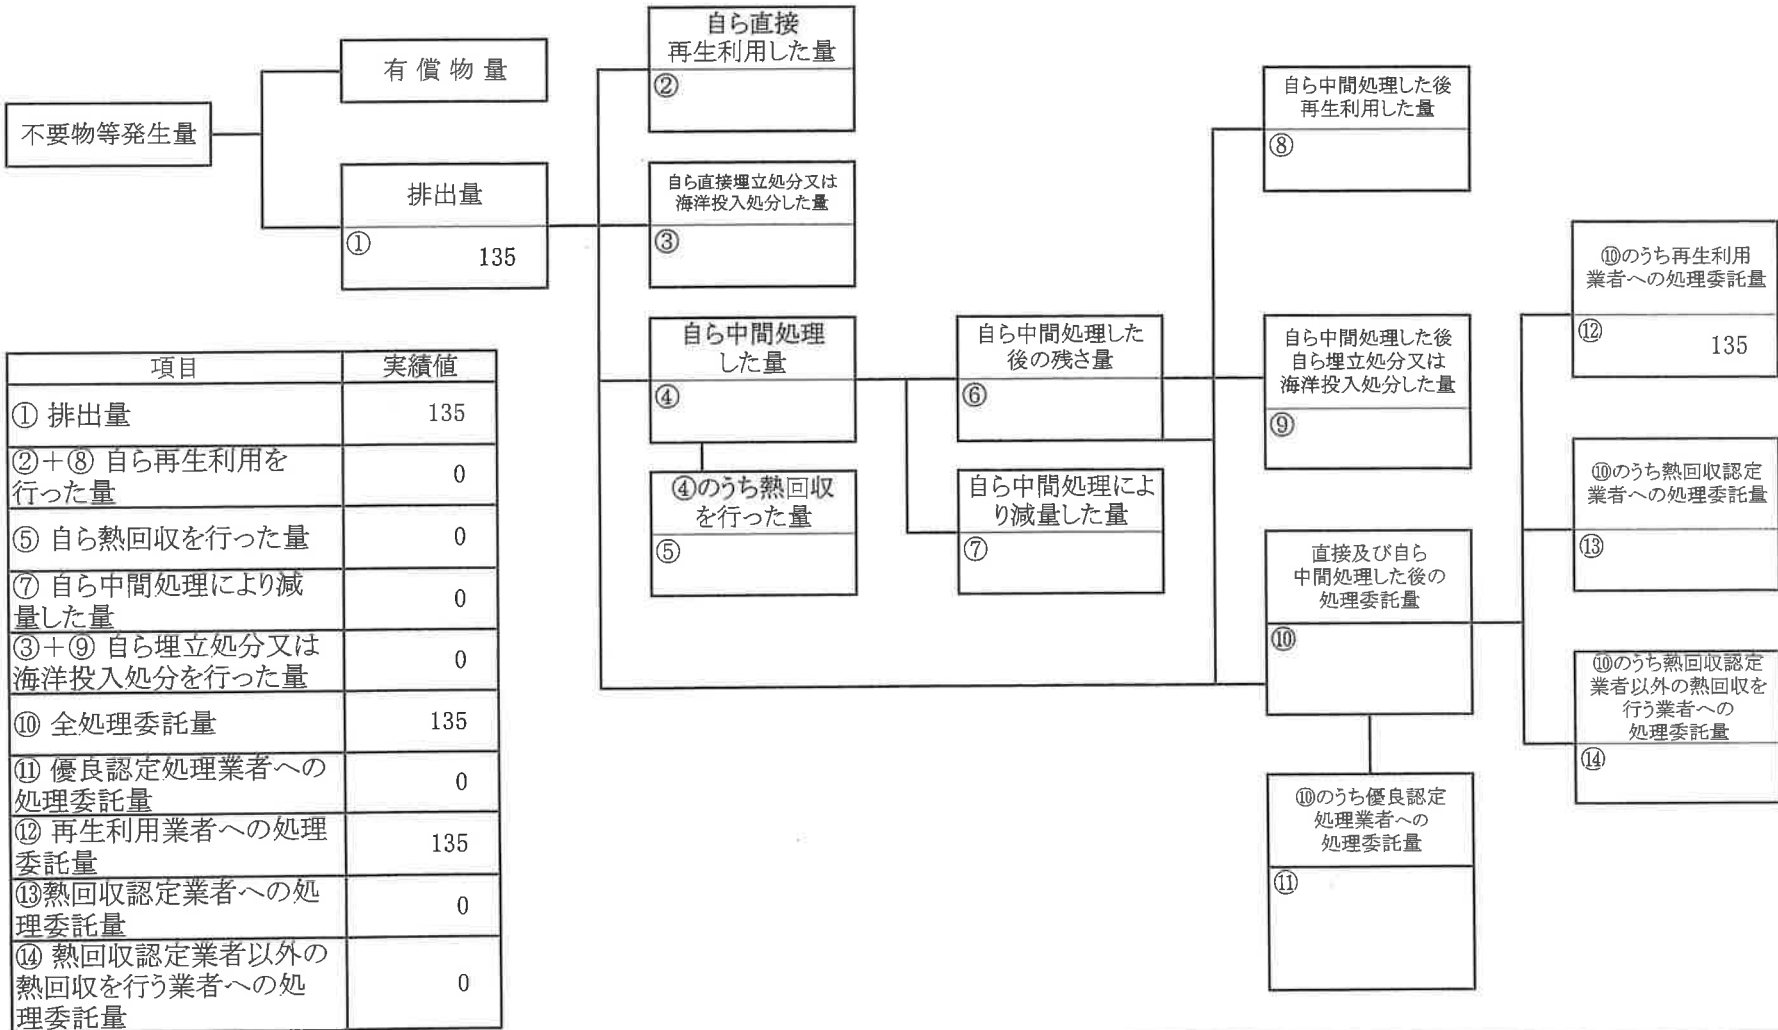 不要物等発生量
有償物量
排出量
①
135
自ら直接
再生利用した量
②
自ら直接埋立処分又は
海洋投入処分した量
③
自ら中間処理
した量
④
④のうち熱回収
を行った量
⑤
自ら中間処理した
後の残さ量
⑥
自ら中間処理によ
り減量した量
⑦
自ら中間処理した後
再生利用した量
⑧
自ら中間処理した後
自ら埋立処分又は
海洋投入処分した量
⑨
直接及び自ら
中間処理した後の
処理委託量
⑩
⑩のうち優良認定
処理業者への
処理委託量
⑪
⑩のうち再生利用
業者への処理委託量
⑫
135
⑩のうち熱回収認定
業者への処理委託量
⑬
⑩のうち熱回収認定
業者以外の熱回収を
行う業者への
処理委託量
⑭
項目 実績値
① 排出量 135
②＋⑧ 自ら再生利用を
行った量 0
⑤ 自ら熱回収を行った量 0
⑦ 自ら中間処理により減
量した量 0
③＋⑨ 自ら埋立処分又は
海洋投入処分を行った量 0
⑩ 全処理委託量 135
⑪ 優良認定処理業者への
処理委託量 0
⑫ 再生利用業者への処理
委託量 135
⑬熱回収認定業者への処
理委託量 0
⑭ 熱回収認定業者以外の
熱回収を行う業者への処
理委託量 0